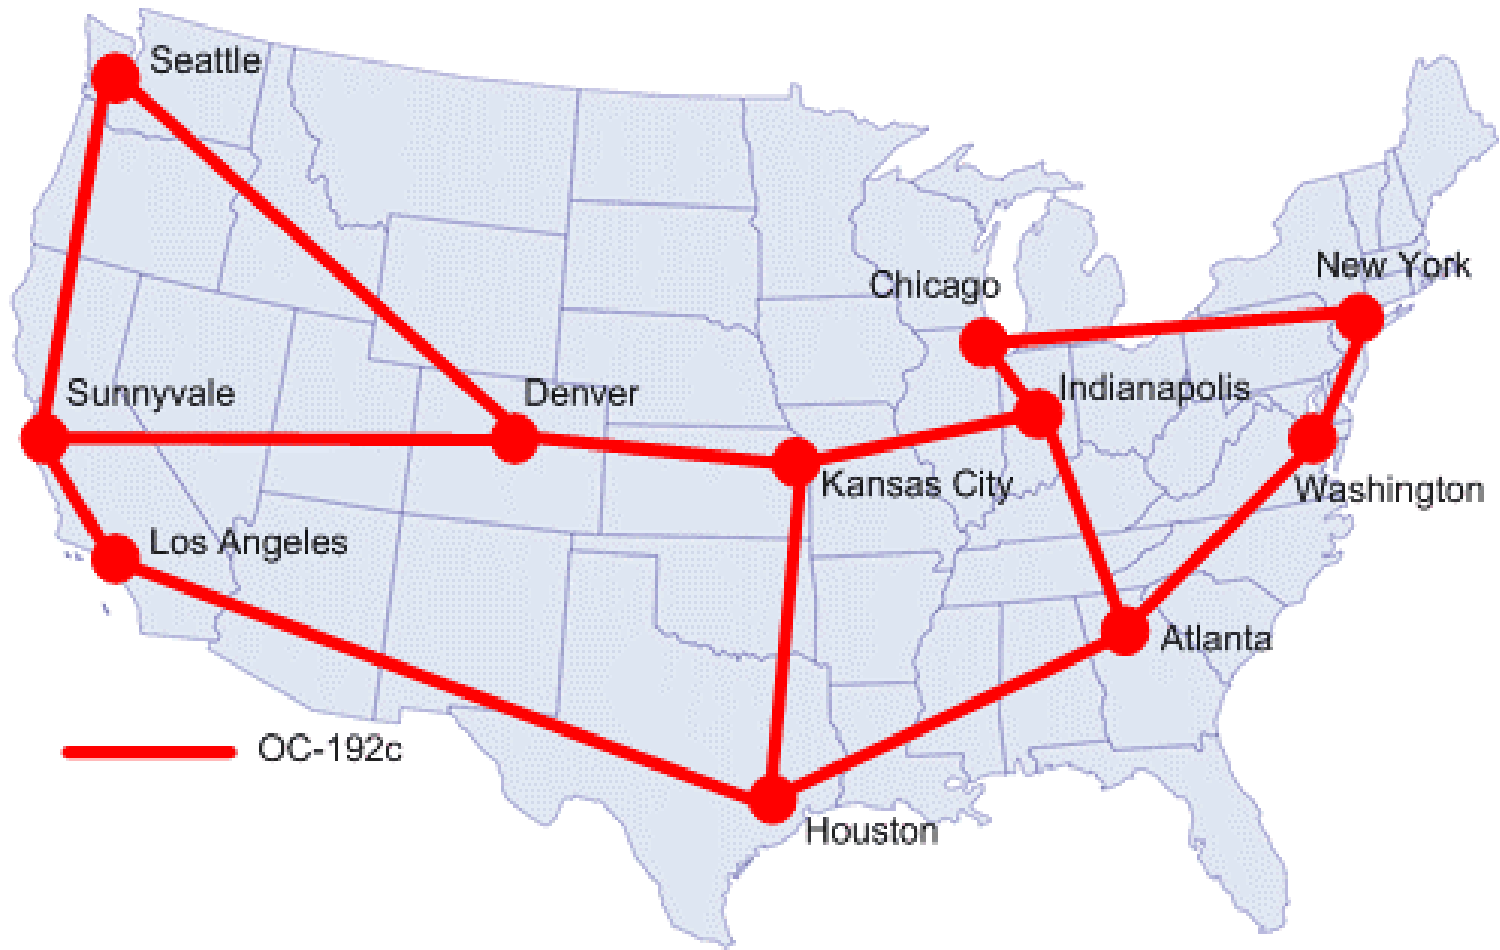 Seattle
New York
Chicago
Sunnyvale
Denver
Indianapolis
Kansas City
Washington
Los Angeles
Atlanta
OC-192c
Houston